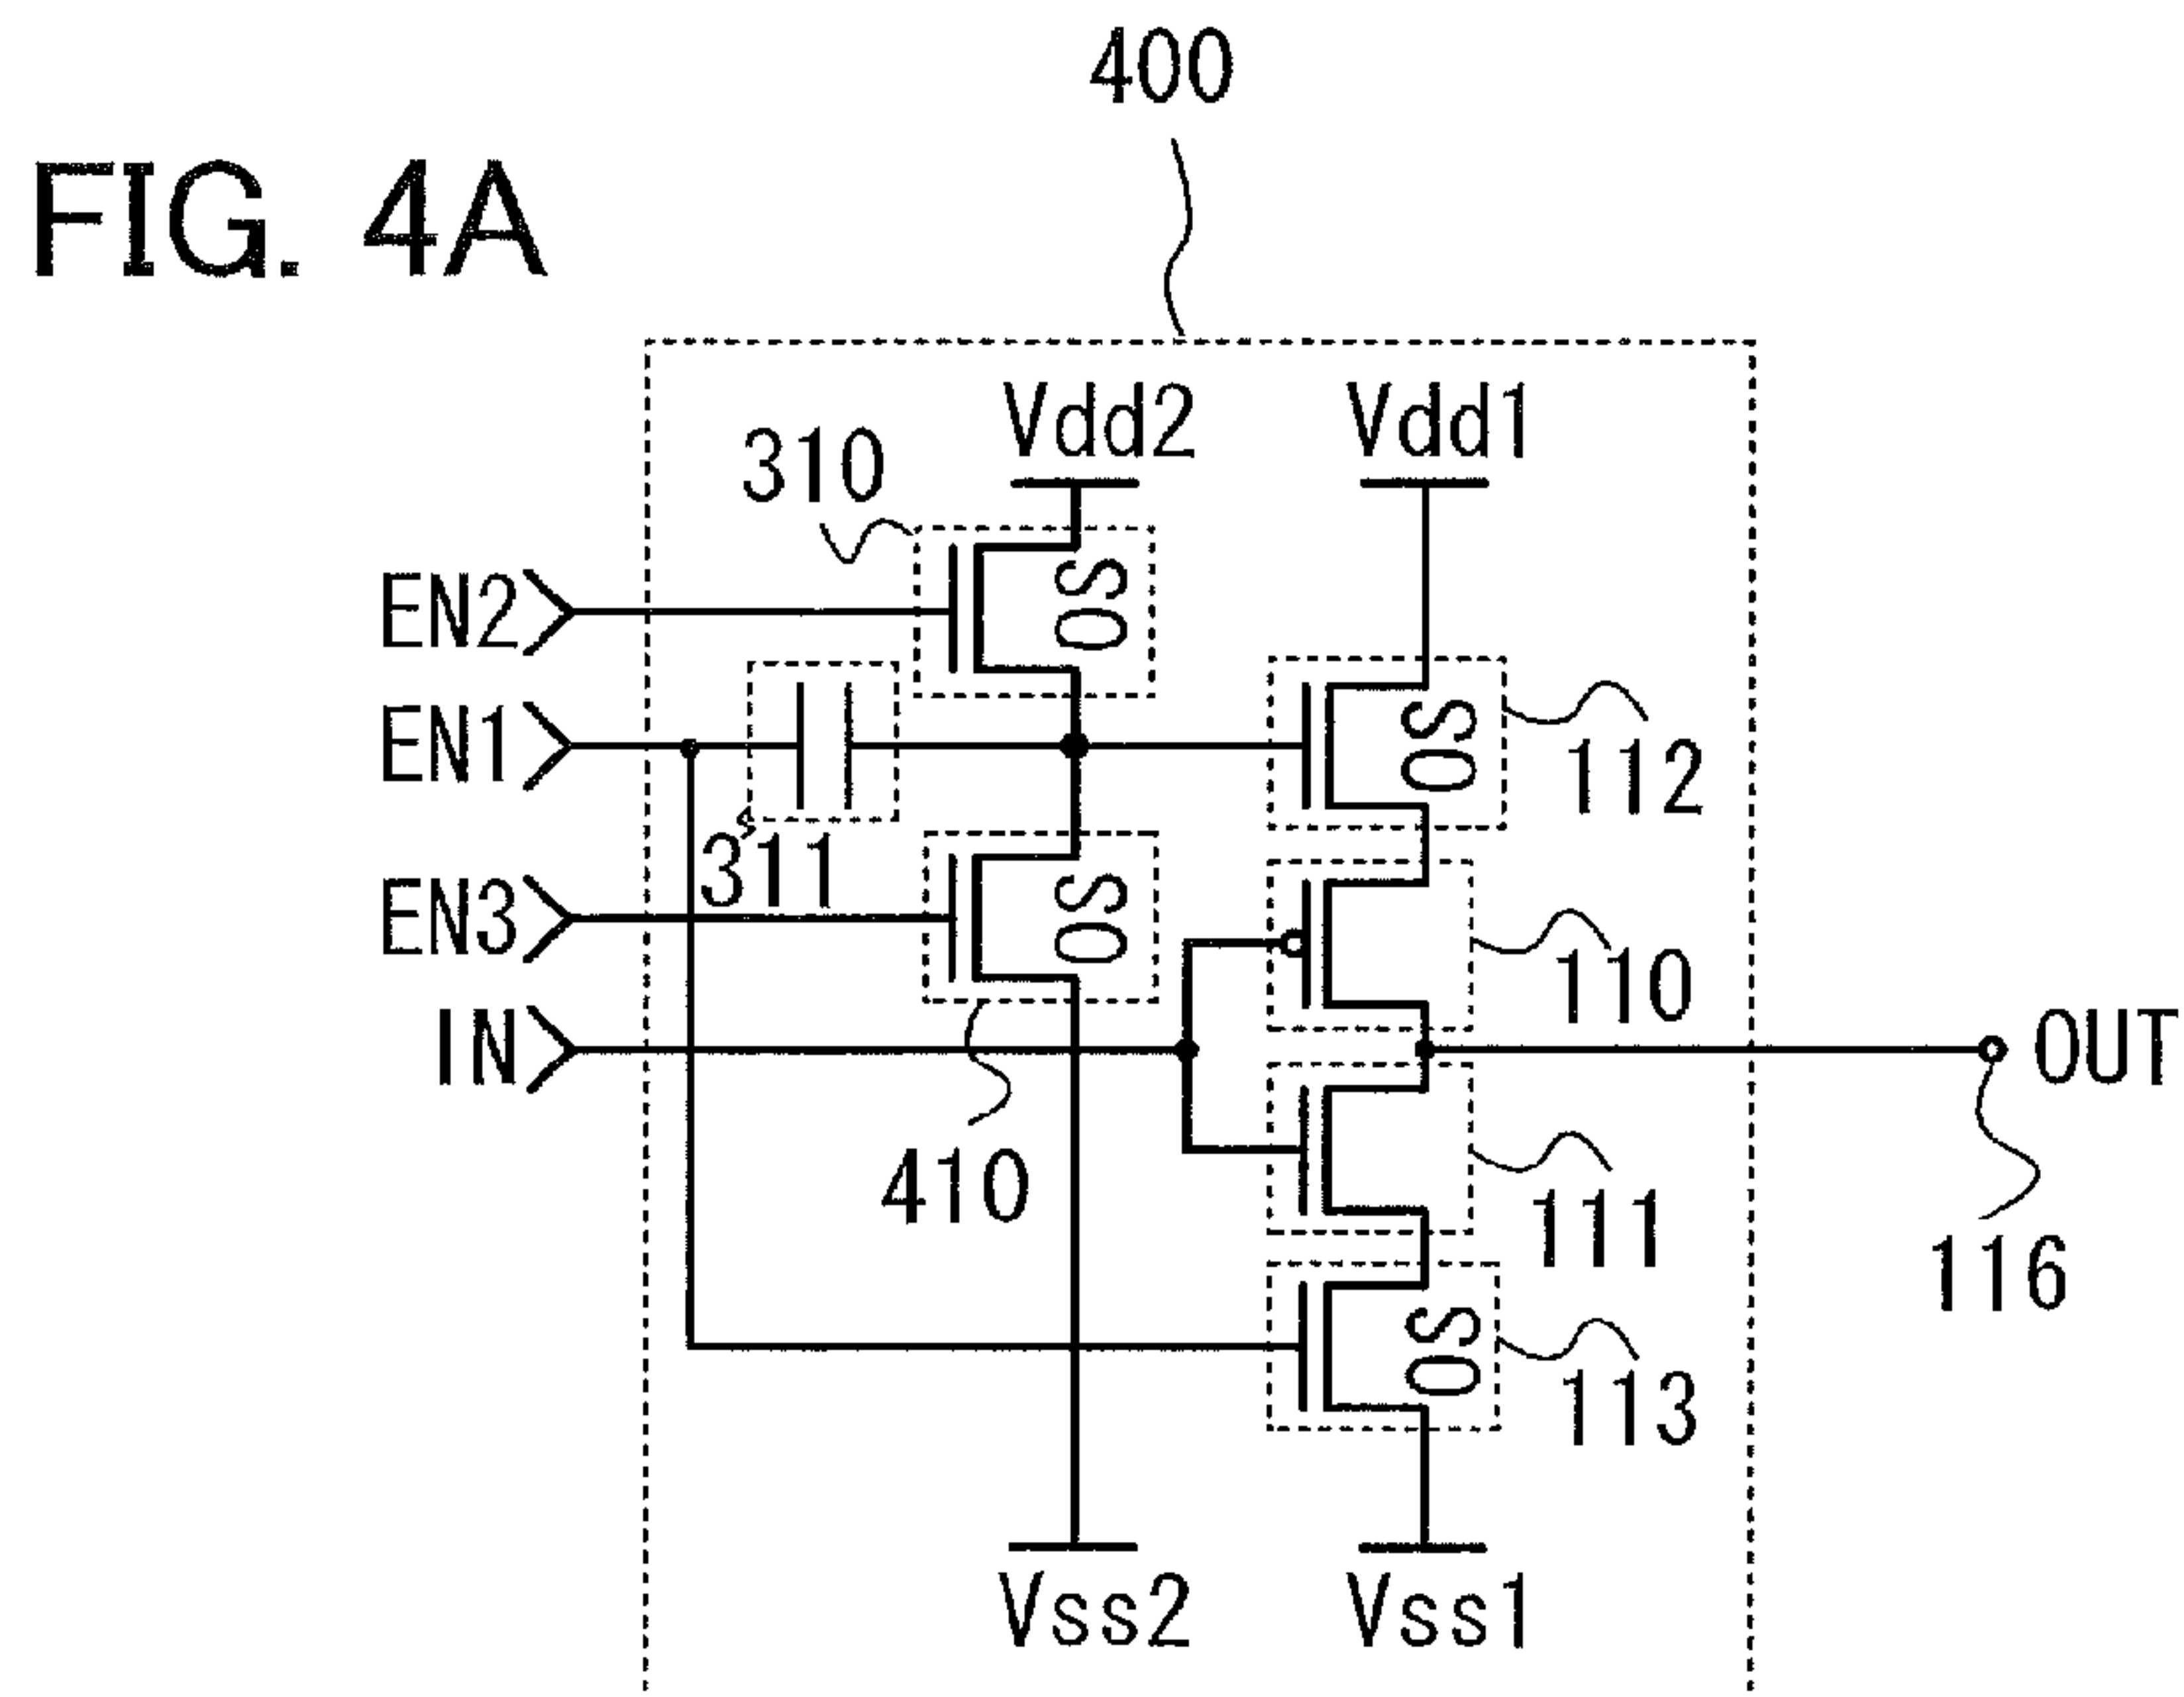 400
FIG. 4A
Vdd2 Vdd1
310
OS
EN2
EN1
OS
112
311
EN3
OS
110
IN
OUT
410
111
116
OS
113
Vss2 Vss1